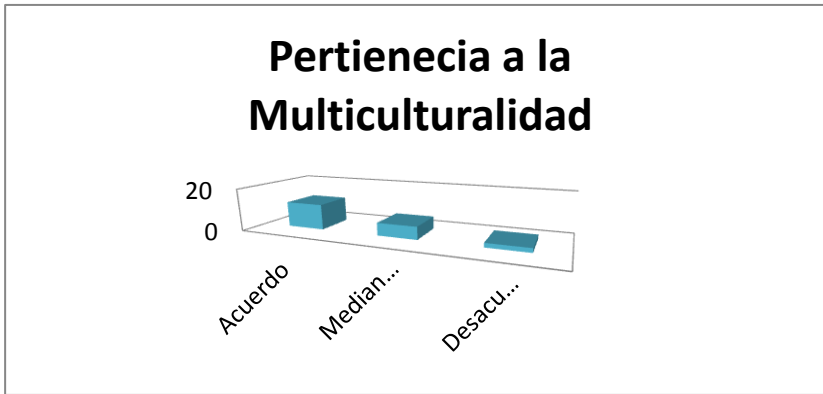 Pertienecia a la
Multiculturalidad
20
0
Acuerdo
Median...
Desacu...